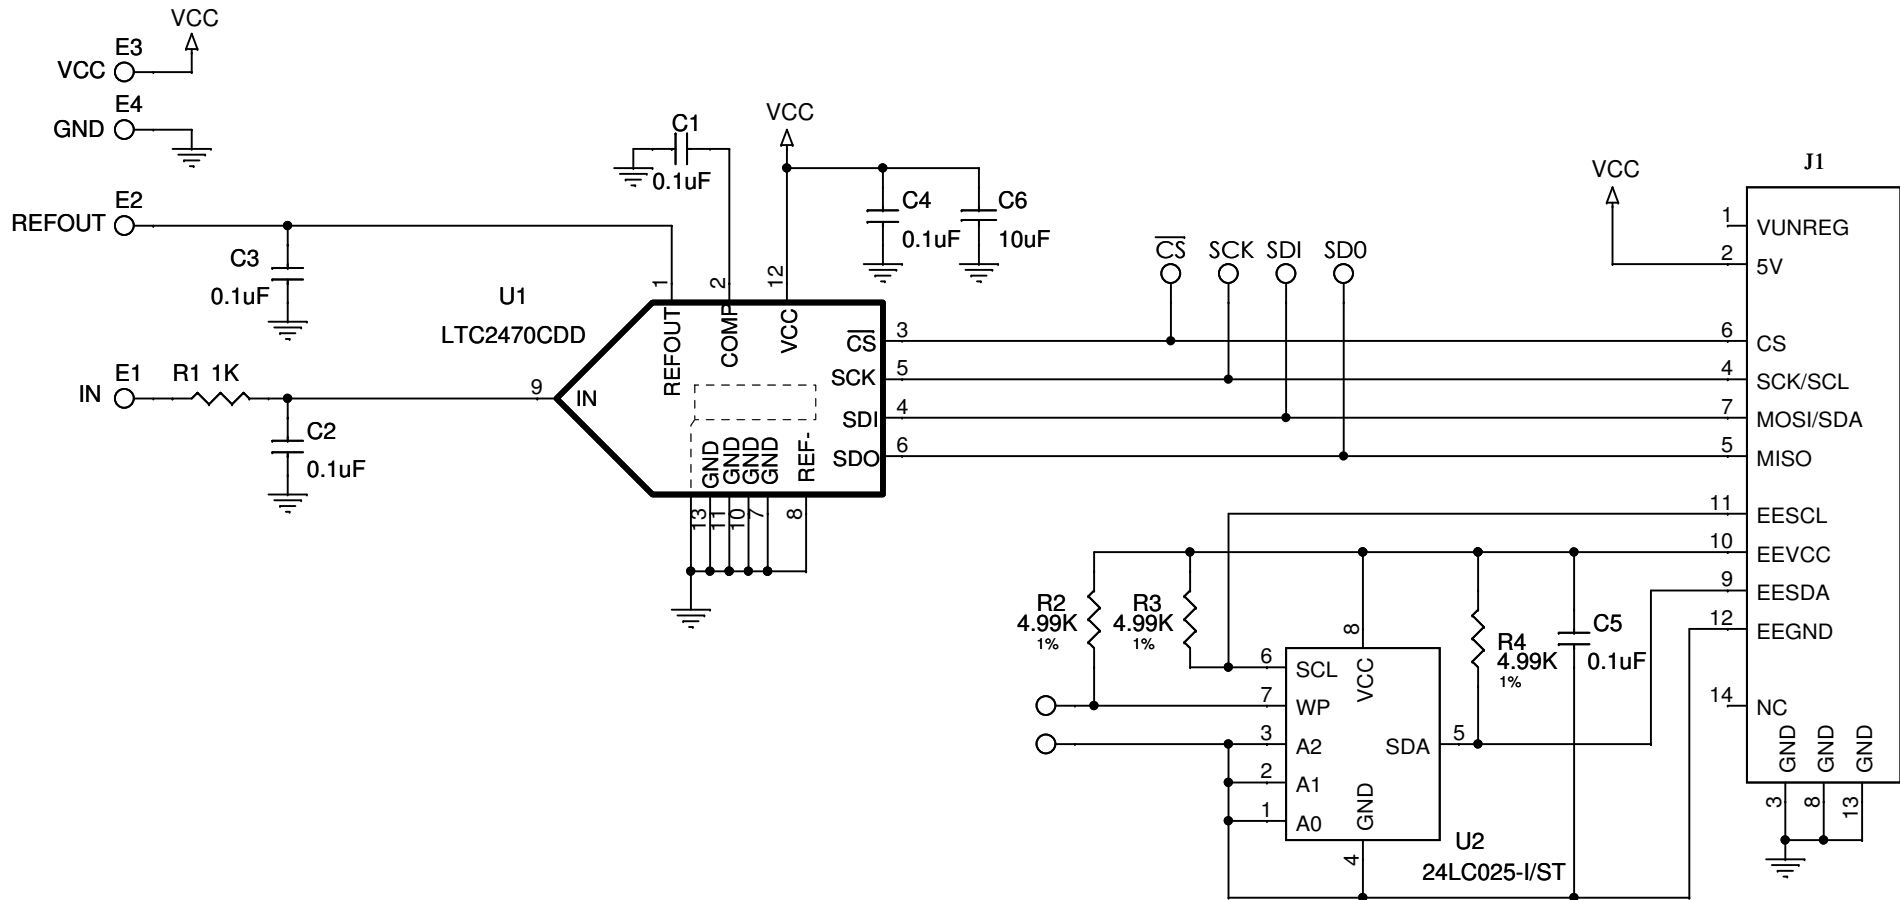 VCC
E3
VCC
E4
GND
E2
REFOUT
C3
0.1uF
E1
IN
R1 1K
C2
0.1uF
C1
0.1uF
VCC
C4
0.1uF
C6
10uF
U1
LTC2470CDD
1
2
12
REFOUT
COMP
VCC
9
IN
CS
3
SCK
5
SDI
4
SDO
6
GND
GND
GND
GND
REF-
13
11
10
7
8
CS
SCK
SDI
SD0
VCC
J1
1
VUNREG
2
5V
6
CS
4
SCK/SCL
7
MOSI/SDA
5
MISO
11
EESCL
10
EEVCC
9
EESDA
12
EEGND
14
NC
GND
GND
GND
3
8
13
R2
4.99K
1%
R3
4.99K
1%
R4
4.99K
1%
C5
0.1uF
8
VCC
6
SCL
7
WP
3
A2
2
A1
1
A0
SDA
5
GND
4
U2
24LC025-I/ST